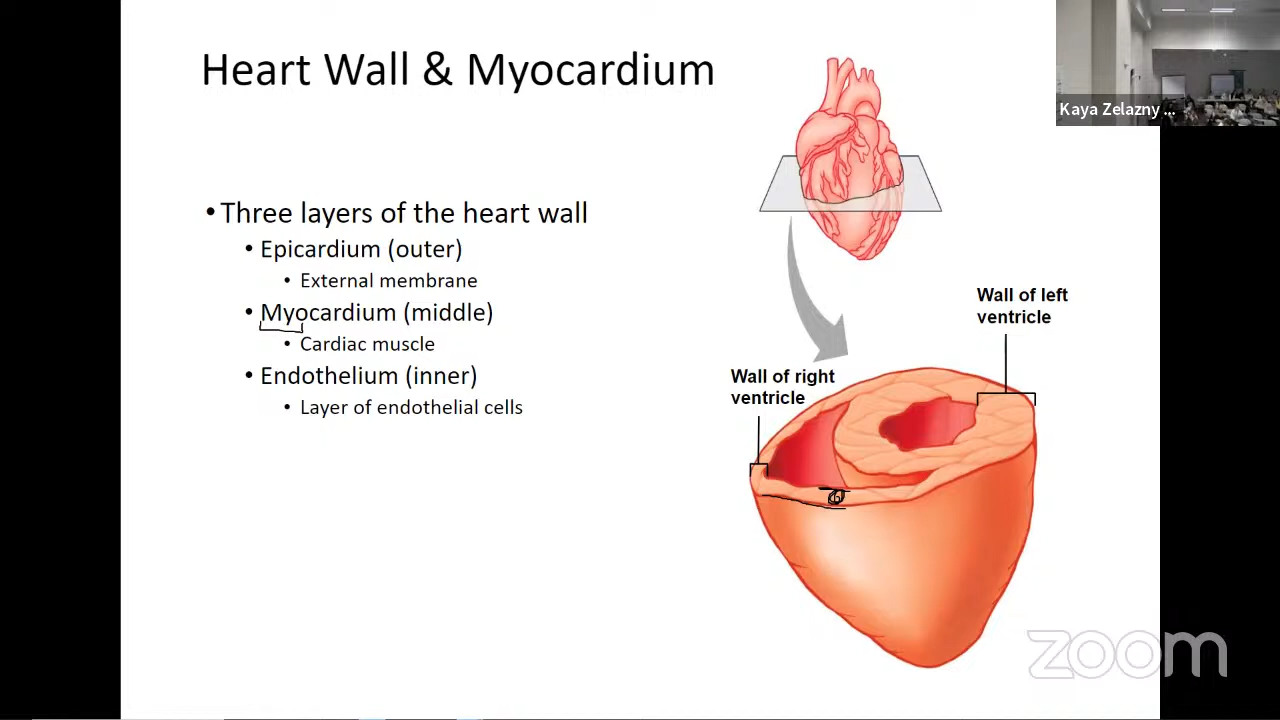 Heart Wall & Myocardium
Kaya Zelazny ...
• Three layers of the heart wall
• Epicardium (outer)
• External membrane
• Myocardium (middle)
• Cardiac muscle
• Endothelium (inner)
• Layer of endothelial cells
Wall of left
ventricle
Wall of right
ventricle
zoom